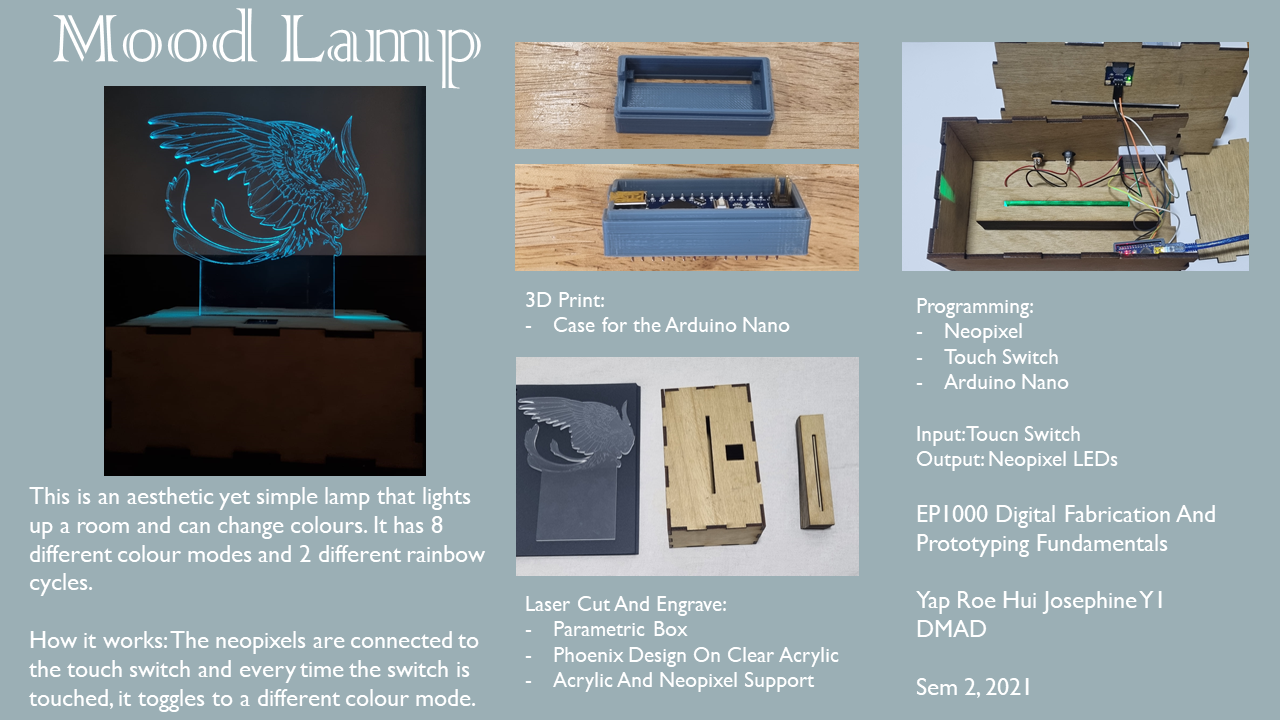 Mood Lamp
This is an aesthetic yet simple lamp that lights
up a room and can change colours. It has 8
different colour modes and 2 different rainbow
cycles.
How it works: The neopixels are connected to
the touch switch and every time the switch is
touched, it toggles to a different colour mode.
3D Print:
- Case for the Arduino Nano
Laser Cut And Engrave:
- Parametric Box
- Phoenix Design On Clear Acrylic
- Acrylic And Neopixel Support
Programming:
- Neopixel
- Touch Switch
- Arduino Nano
Input: Toucn Switch
Output: Neopixel LEDs
EP1000 Digital Fabrication And
Prototyping Fundamentals
Yap Roe Hui Josephine Y1
DMAD
Sem 2, 2021